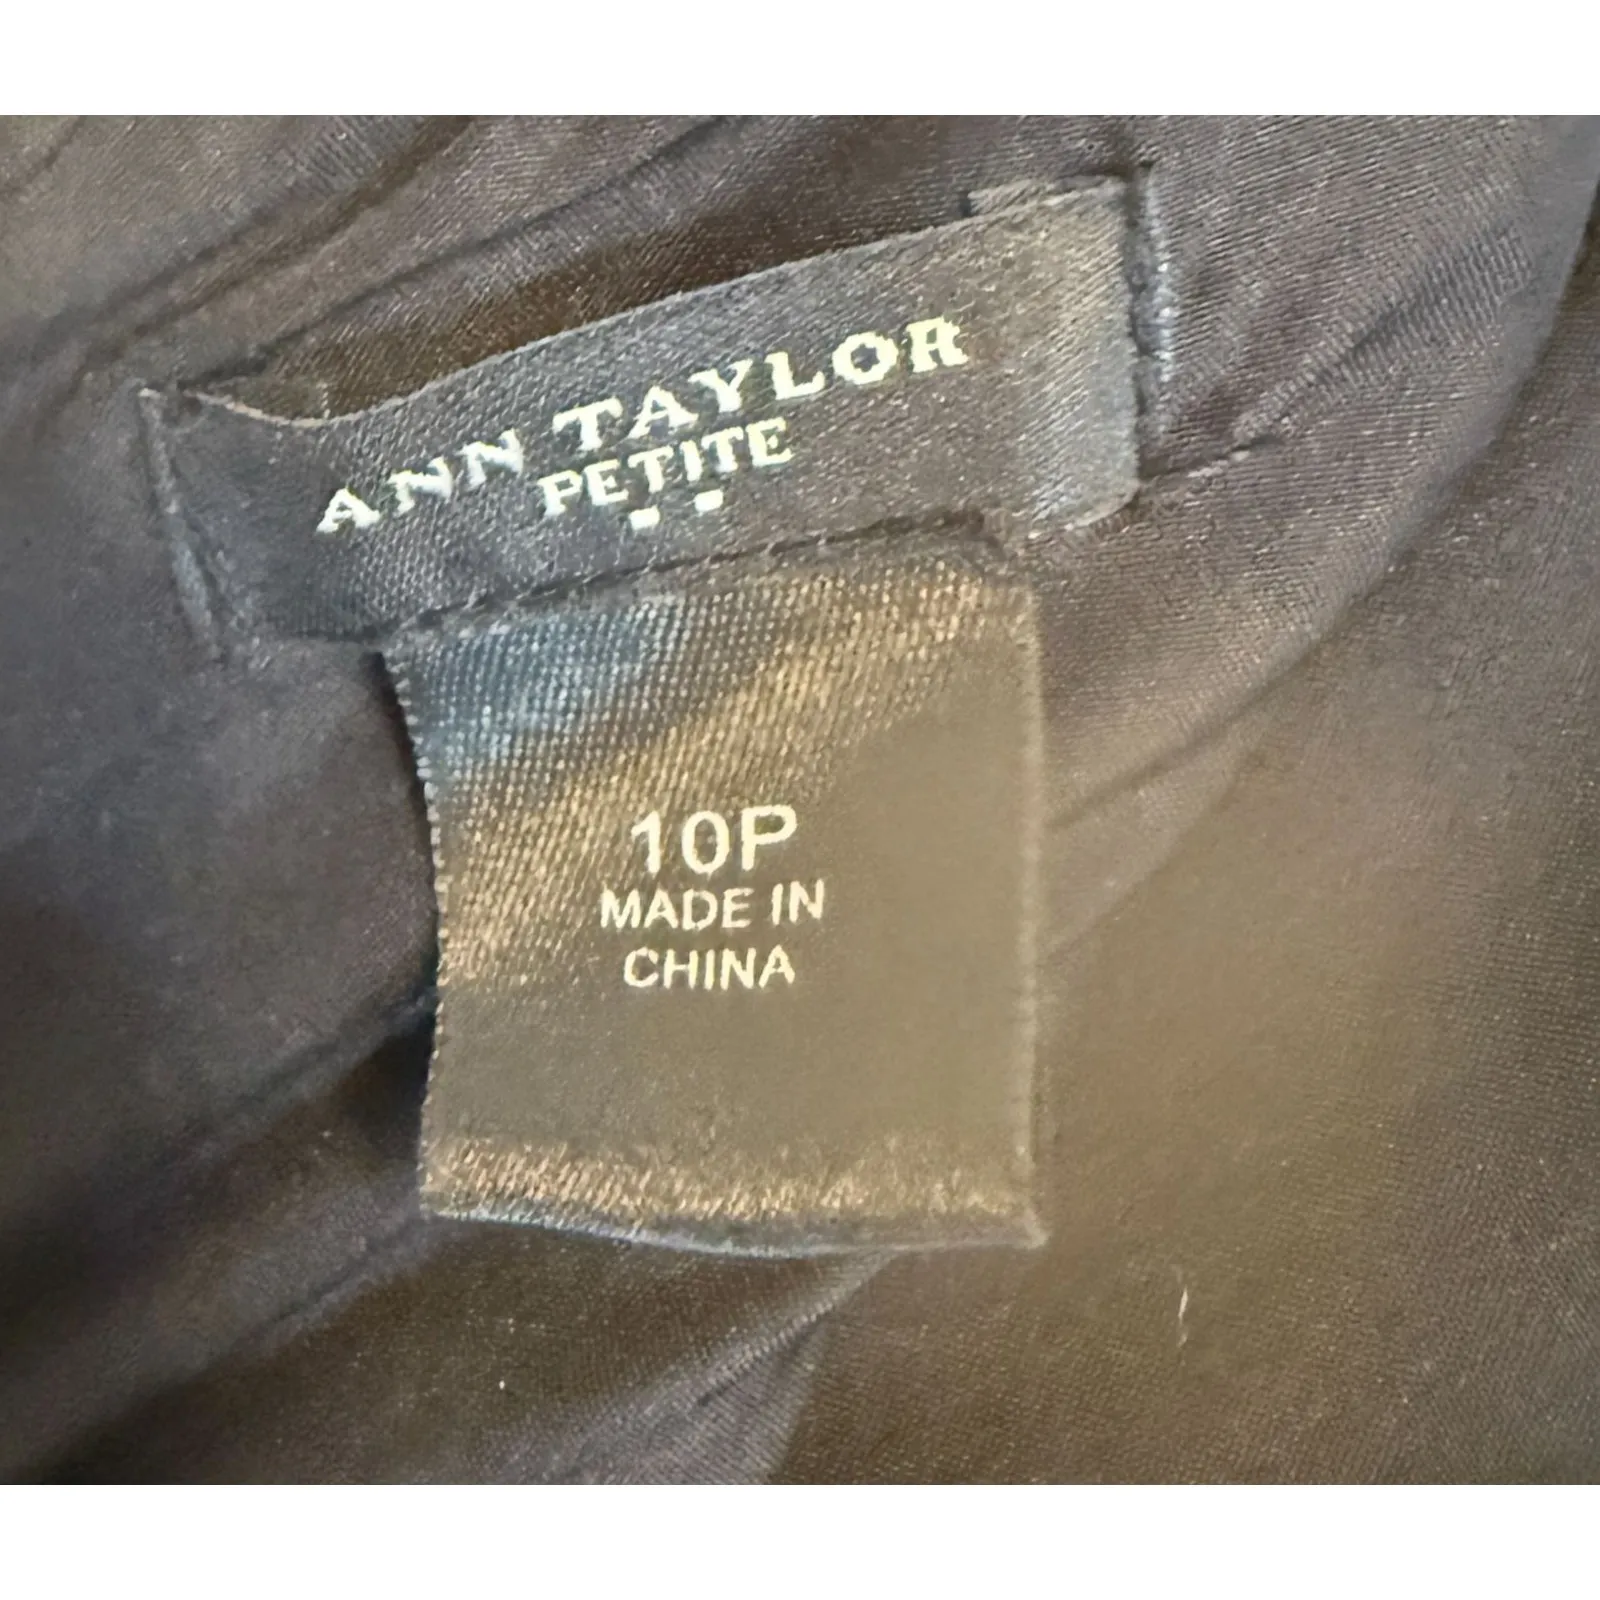 ANN TAYLOR
PETITE
10P
MADE IN
CHINA